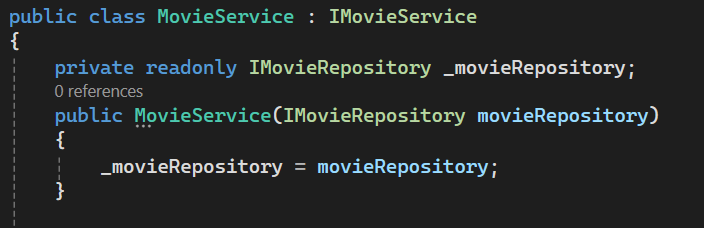 public class MovieService : IMovieService
{
private readonly IMovieRepository _movieRepository;
0 references
public MovieService(IMovieRepository movieRepository)
{
_movieRepository = movieRepository;
}